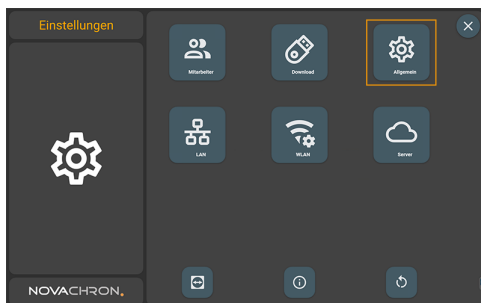 Einstellungen
Mitarbeiter
Download
Allgemein
LAN
WLAN
Server
NOVACHRON.